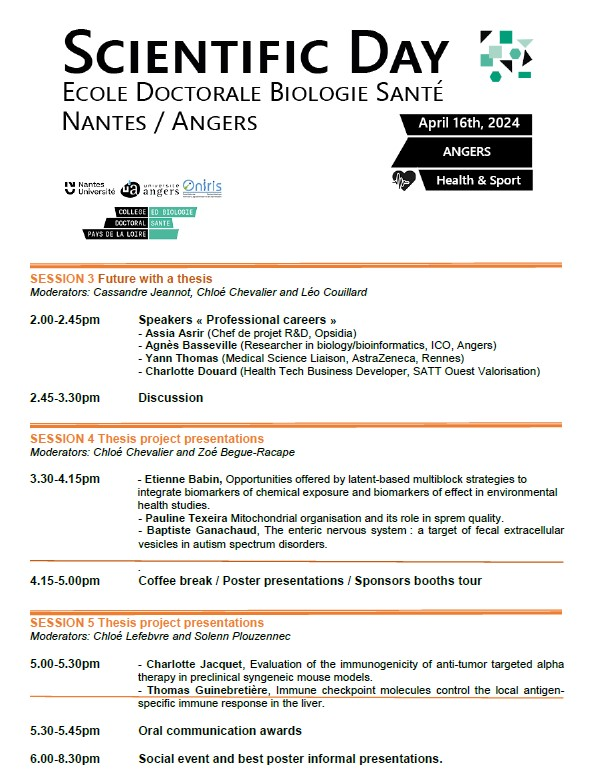 SCIENTIFIC DAY
ECOLE DOCTORALE BIOLOGIE SANTÉ
NANTES / ANGERS
April 16th, 2024
ANGERS
Health & Sport
Nantes Université
ua université angers
Oniris
COLLEGE ED BIOLOGIE
DOCTORAL SANTE
PAYS DE LA LOIRE
SESSION 3 Future with a thesis
Moderators: Cassandre Jeannot, Chloé Chevalier and Léo Couillard
2.00-2.45pm Speakers « Professional careers »
- Assia Asrir (Chef de projet R&D, Opsidia)
- Agnès Basseville (Researcher in biology/bioinformatics, ICO, Angers)
- Yann Thomas (Medical Science Liaison, AstraZeneca, Rennes)
- Charlotte Douard (Health Tech Business Developer, SATT Ouest Valorisation)
2.45-3.30pm Discussion
SESSION 4 Thesis project presentations
Moderators: Chloé Chevalier and Zoé Begue-Racape
3.30-4.15pm - Etienne Babin, Opportunities offered by latent-based multiblock strategies to
integrate biomarkers of chemical exposure and biomarkers of effect in environmental
health studies.
- Pauline Texeira Mitochondrial organisation and its role in sprem quality.
- Baptiste Ganachaud, The enteric nervous system : a target of fecal extracellular
vesicles in autism spectrum disorders.
.
4.15-5.00pm Coffee break / Poster presentations / Sponsors booths tour
SESSION 5 Thesis project presentations
Moderators: Chloé Lefebvre and Solenn Plouzennec
5.00-5.30pm - Charlotte Jacquet, Evaluation of the immunogenicity of anti-tumor targeted alpha
therapy in preclinical syngeneic mouse models.
- Thomas Guinebretière, Immune checkpoint molecules control the local antigen-
specific immune response in the liver.
5.30-5.45pm Oral communication awards
6.00-8.30pm Social event and best poster informal presentations.